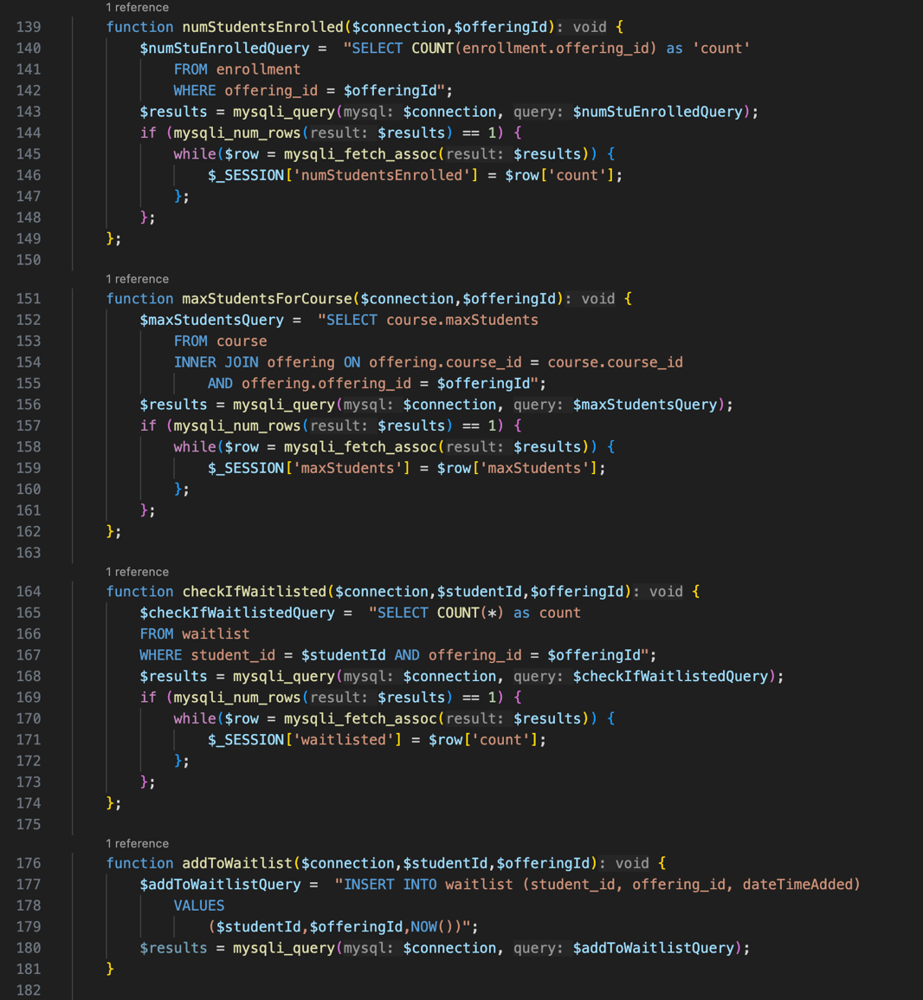 1 reference
139 function numStudentsEnrolled($connection,$offeringId): void {
140 $numStuEnrolledQuery =  "SELECT COUNT(enrollment.offering_id) as 'count'
141 FROM enrollment
142 WHERE offering_id = $offeringId";
143 $results = mysqli_query(mysql: $connection, query: $numStuEnrolledQuery);
144 if (mysqli_num_rows(result: $results) == 1) {
145 while($row = mysqli_fetch_assoc(result: $results)) {
146 $_SESSION['numStudentsEnrolled'] = $row['count'];
147 };
148 };
149 };
150
1 reference
151 function maxStudentsForCourse($connection,$offeringId): void {
152 $maxStudentsQuery =  "SELECT course.maxStudents
153 FROM course
154 INNER JOIN offering ON offering.course_id = course.course_id
155 AND offering.offering_id = $offeringId";
156 $results = mysqli_query(mysql: $connection, query: $maxStudentsQuery);
157 if (mysqli_num_rows(result: $results) == 1) {
158 while($row = mysqli_fetch_assoc(result: $results)) {
159 $_SESSION['maxStudents'] = $row['maxStudents'];
160 };
161 };
162 };
163
1 reference
164 function checkIfWaitlisted($connection,$studentId,$offeringId): void {
165 $checkIfWaitlistedQuery =  "SELECT COUNT(*) as count
166 FROM waitlist
167 WHERE student_id = $studentId AND offering_id = $offeringId";
168 $results = mysqli_query(mysql: $connection, query: $checkIfWaitlistedQuery);
169 if (mysqli_num_rows(result: $results) == 1) {
170 while($row = mysqli_fetch_assoc(result: $results)) {
171 $_SESSION['waitlisted'] = $row['count'];
172 };
173 };
174 };
175
1 reference
176 function addToWaitlist($connection,$studentId,$offeringId): void {
177 $addToWaitlistQuery =  "INSERT INTO waitlist (student_id, offering_id, dateTimeAdded)
178 VALUES
179 ($studentId,$offeringId,NOW())";
180 $results = mysqli_query(mysql: $connection, query: $addToWaitlistQuery);
181 }
182